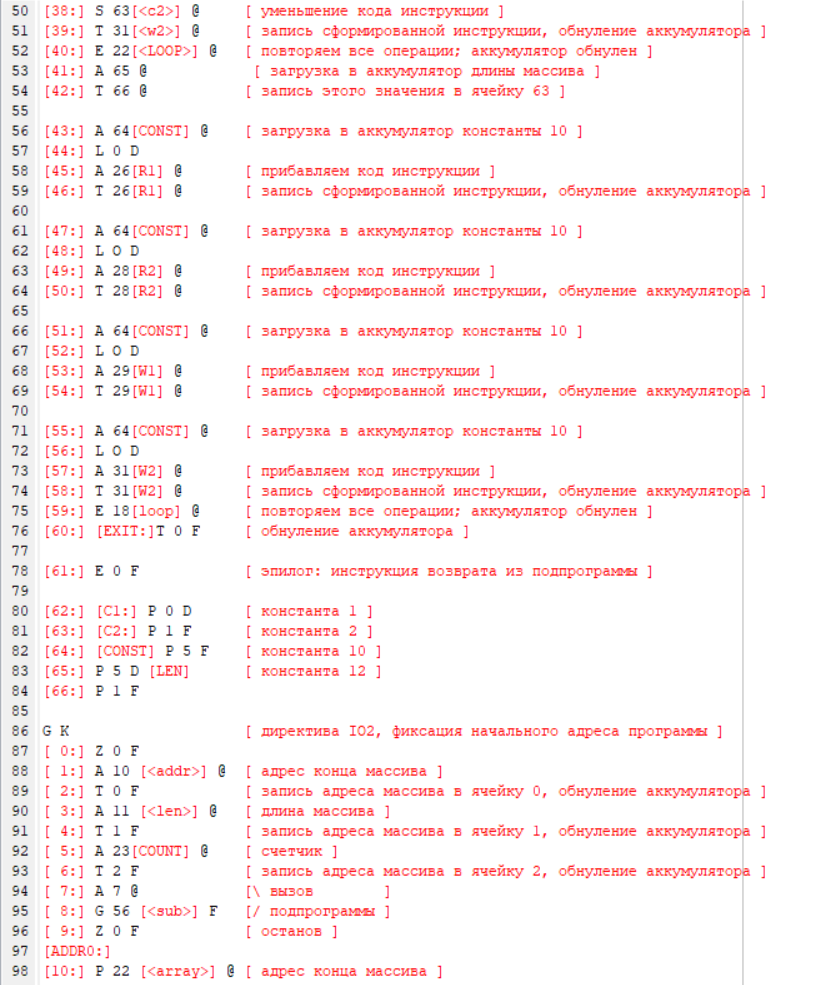 50 [38:] S 63[<c2>] @ [ уменьшение кода инструкции ]
51 [39:] T 31[<w2>] @ [ запись сформированной инструкции, обнуление аккумулятора ]
52 [40:] E 22[<LOOP>] @ [ повторяем все операции; аккумулятор обнулен ]
53 [41:] A 65 @ [ загрузка в аккумулятор длины массива ]
54 [42:] T 66 @ [ запись этого значения в ячейку 63 ]
55
56 [43:] A 64[CONST] @ [ загрузка в аккумулятор константы 10 ]
57 [44:] L 0 D
58 [45:] A 26[R1] @ [ прибавляем код инструкции ]
59 [46:] T 26[R1] @ [ запись сформированной инструкции, обнуление аккумулятора ]
60
61 [47:] A 64[CONST] @ [ загрузка в аккумулятор константы 10 ]
62 [48:] L O D
63 [49:] A 28[R2] @ [ прибавляем код инструкции ]
64 [50:] T 28[R2] @ [ запись сформированной инструкции, обнуление аккумулятора ]
65
66 [51:] A 64[CONST] @ [ загрузка в аккумулятор константы 10 ]
67 [52:] L O D
68 [53:] A 29[W1] @ [ прибавляем код инструкции ]
69 [54:] T 29[W1] @ [ запись сформированной инструкции, обнуление аккумулятора ]
70
71 [55:] A 64[CONST] @ [ загрузка в аккумулятор константы 10 ]
72 [56:] L O D
73 [57:] A 31[W2] @ [ прибавляем код инструкции ]
74 [58:] T 31[W2] @ [ запись сформированной инструкции, обнуление аккумулятора ]
75 [59:] E 18[loop] @ [ повторяем все операции; аккумулятор обнулен ]
76 [60:] [EXIT:]T 0 F [ обнуление аккумулятора ]
77
78 [61:] E 0 F [ эпилог: инструкция возврата из подпрограммы ]
79
80 [62:] [C1:] P 0 D [ константа 1 ]
81 [63:] [C2:] P 1 F [ константа 2 ]
82 [64:] [CONST] P 5 F [ константа 10 ]
83 [65:] P 5 D [LEN] [ константа 12 ]
84 [66:] P 1 F
85
86 G K [ директива IO2, фиксация начального адреса программы ]
87 [ 0:] Z 0 F
88 [ 1:] A 10 [<addr>] @ [ адрес конца массива ]
89 [ 2:] T 0 F [ запись адреса массива в ячейку 0, обнуление аккумулятора ]
90 [ 3:] A 11 [<len>] @ [ длина массива ]
91 [ 4:] T 1 F [ запись адреса массива в ячейку 1, обнуление аккумулятора ]
92 [ 5:] A 23[COUNT] @ [ счетчик ]
93 [ 6:] T 2 F [ запись адреса массива в ячейку 2, обнуление аккумулятора ]
94 [ 7:] A 7 @ [\ вызов ]
95 [ 8:] G 56 [<sub>] F [/ подпрограммы ]
96 [ 9:] Z 0 F [ останов ]
97 [ADDR0:]
98 [10:] P 22 [<array>] @ [ адрес конца массива ]